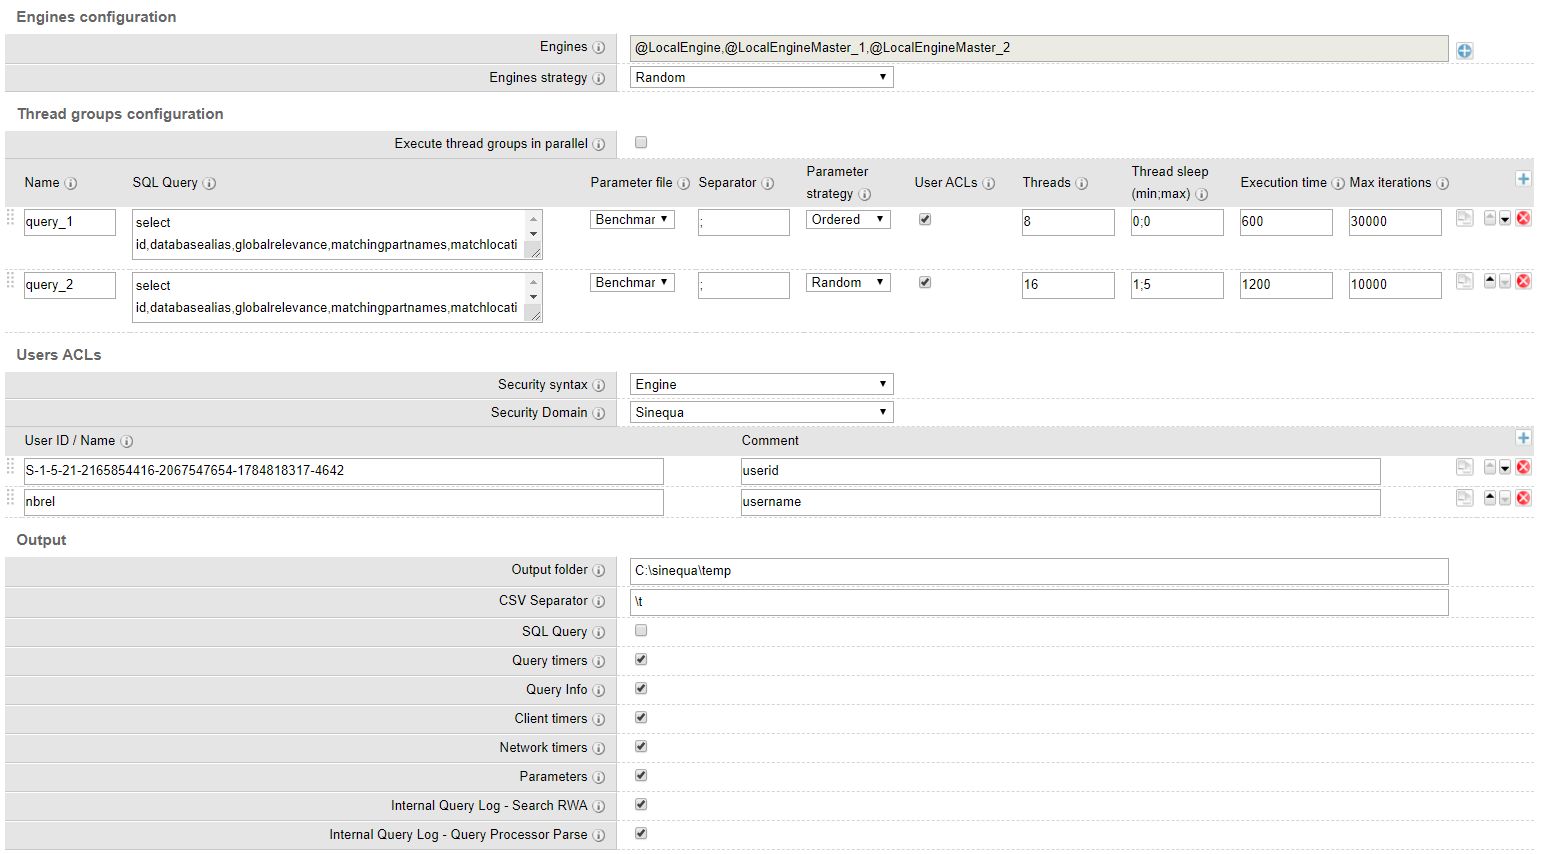 Engines configuration
Engines @LocalEngine,@LocalEngineMaster_1,@LocalEngineMaster_2
Engines strategy Random
Thread groups configuration
Execute thread groups in parallel
Name SQL Query Parameter file Separator Parameter strategy User ACLs Threads Thread sleep (min;max) Execution time Max iterations
query_1 select Benchmar ; Ordered 8 0;0 600 30000
id,databasealias,globalrelevance,matchingpartnames,matchlocati
query_2 select Benchmar ; Random 16 1;5 1200 10000
id,databasealias,globalrelevance,matchingpartnames,matchlocati
Users ACLs
Security syntax Engine
Security Domain Sinequa
User ID / Name Comment
S-1-5-21-2165854416-2067547654-1784818317-4642 userid
nbrel username
Output
Output folder C:\sinequa\temp
CSV Separator \t
SQL Query
Query timers
Query Info
Client timers
Network timers
Parameters
Internal Query Log - Search RWA
Internal Query Log - Query Processor Parse